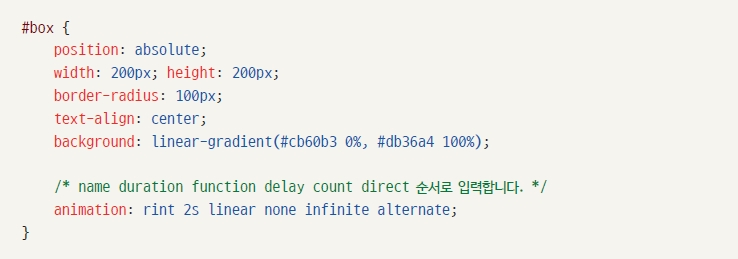 #box {
    position: absolute;
    width: 200px; height: 200px;
    border-radius: 100px;
    text-align: center;
    background: linear-gradient(#cb60b3 0%, #db36a4 100%);

    /* name duration function delay count direct 순서로 입력합니다. */
    animation: rint 2s linear none infinite alternate;
}